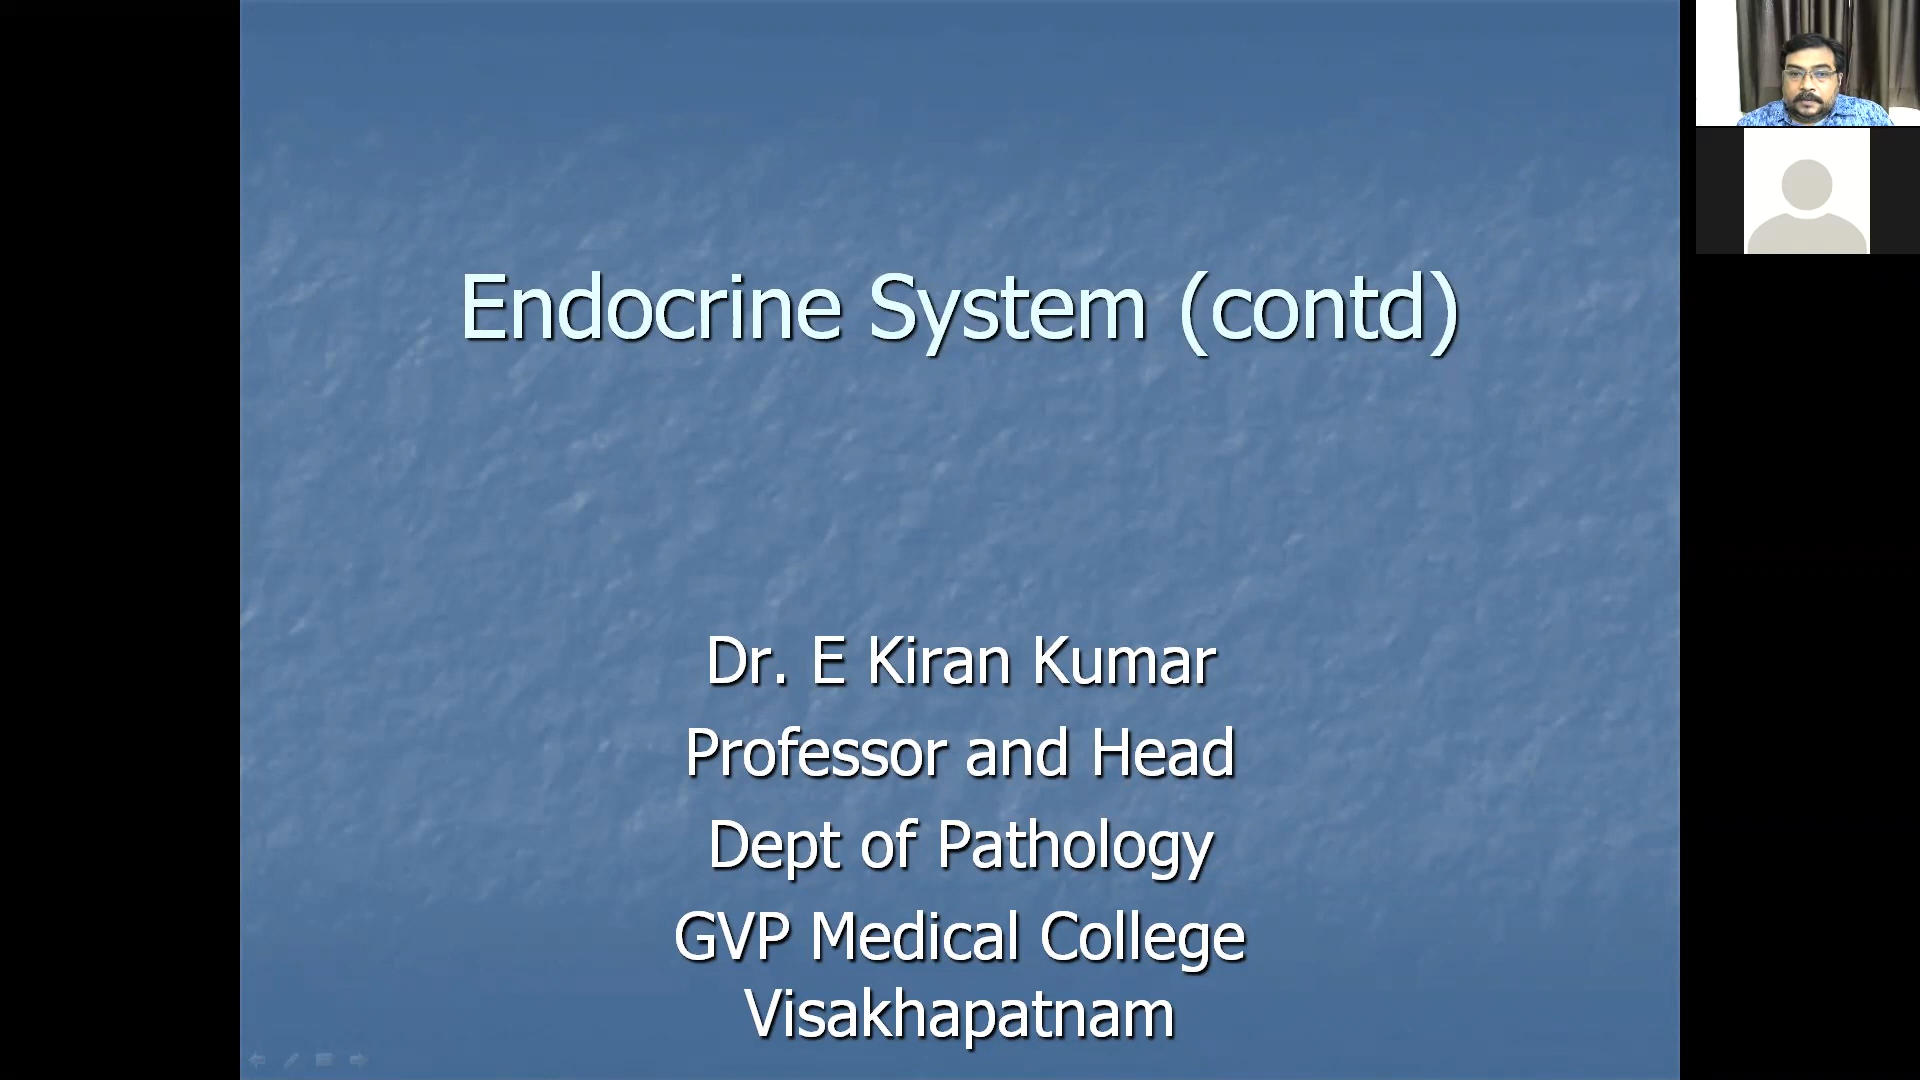 Endocrine System (contd)
Dr. E Kiran Kumar
Professor and Head
Dept of Pathology
GVP Medical College
Visakhapatnam